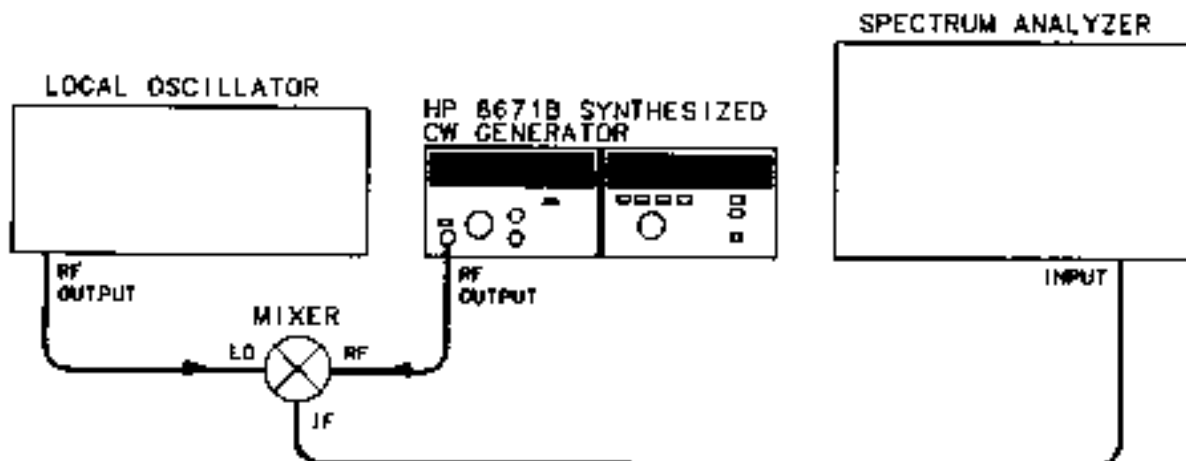 SPECTRUM ANALYZER
LOCAL OSCILLATOR
HP 8671B SYNTHESIZED
CW GENERATOR
RF
OUTPUT
RF
OUTPUT
INPUT
MIXER
LO
RF
IF